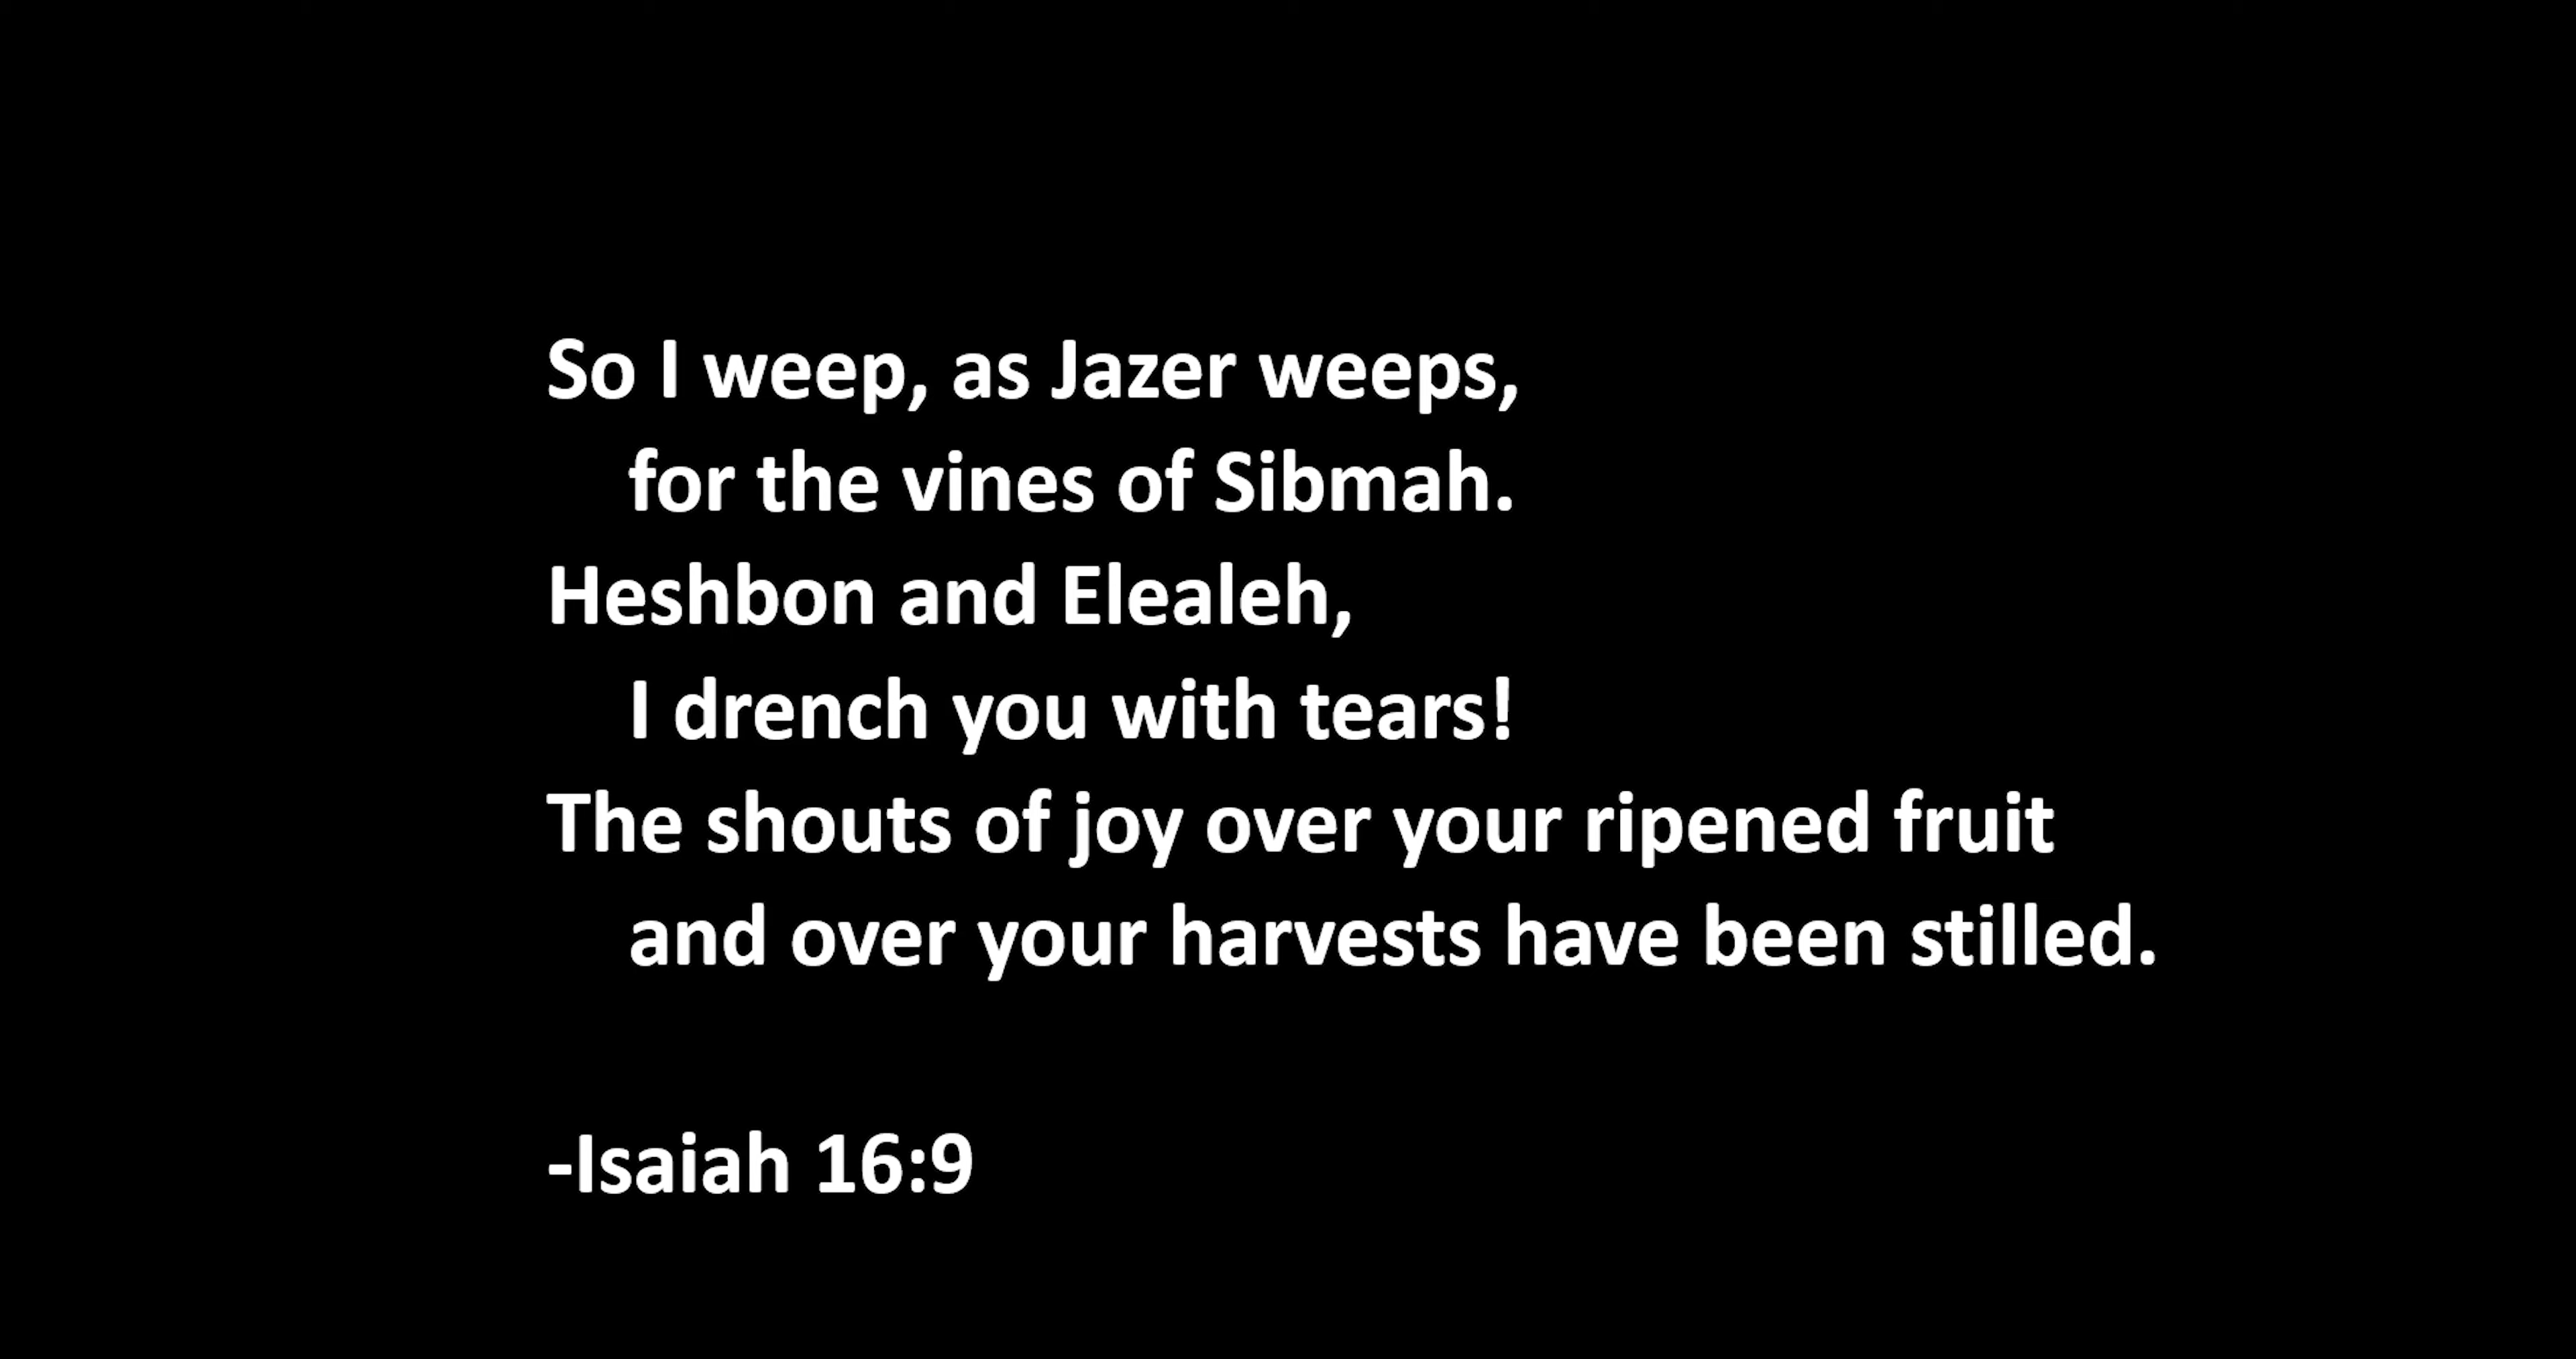 So I weep, as Jazer weeps,
for the vines of Sibmah.
Heshbon and Elealeh,
I drench you with tears!
The shouts of joy over your ripened fruit
and over your harvests have been stilled.
-Isaiah 16:9